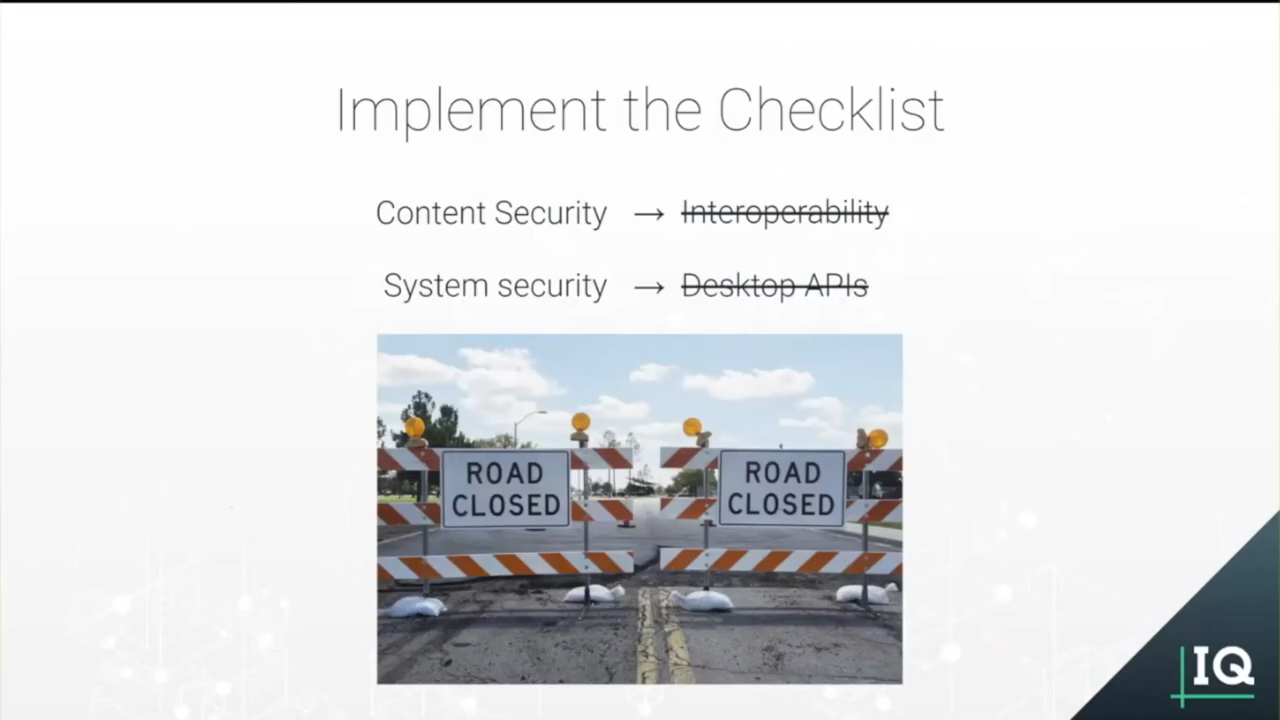 Implement the Checklist
Content Security → Interoperability
System security → Desktop APIs
ROAD CLOSED
ROAD CLOSED
IQ